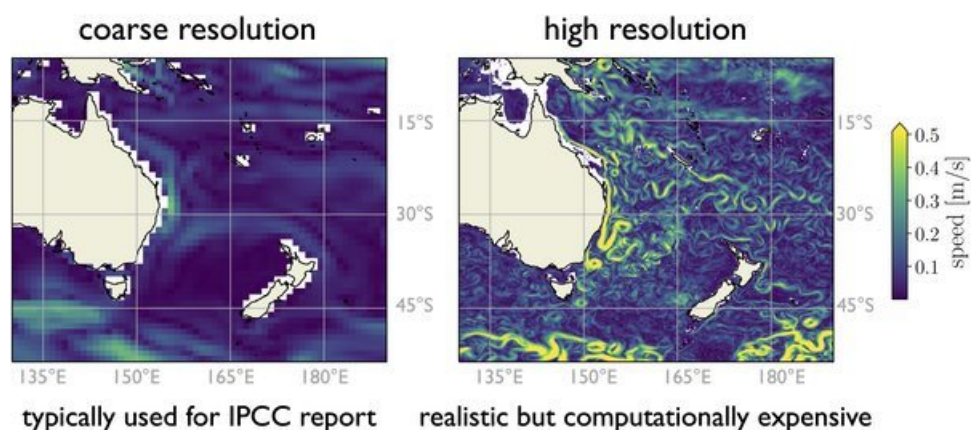 coarse resolution
high resolution
15°S
30°S
45°S
135°E 150°E 165°E 180°E
15°S
30°S
45°S
135°E 150°E 165°E 180°E
0.5
0.4
0.3
0.2
0.1
speed [m/s]
typically used for IPCC report
realistic but computationally expensive